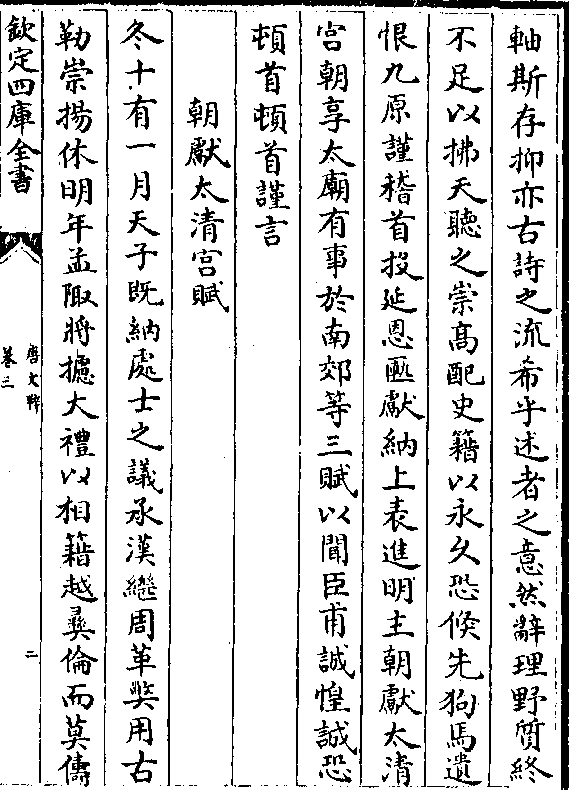 軸斯存抑亦古詩之流希乎述者之意然辭理野質終
不足以拂天聽之崇髙配史籍以永久恐倐先狗馬遺
恨九原謹稽首投延恩匭獻納上表進明主朝獻太清
宫朝享太廟有事於南郊等三賦以聞臣甫誠惶誠恐
頓首頓首謹言
朝獻太清宫賦
冬十有一月天子既納處士之議承漢繼周革弊用古
勒崇揚休明年孟陬將攄大禮以相籍越彛倫而莫儔
欽定四庫全書
唐文粹
卷三
二